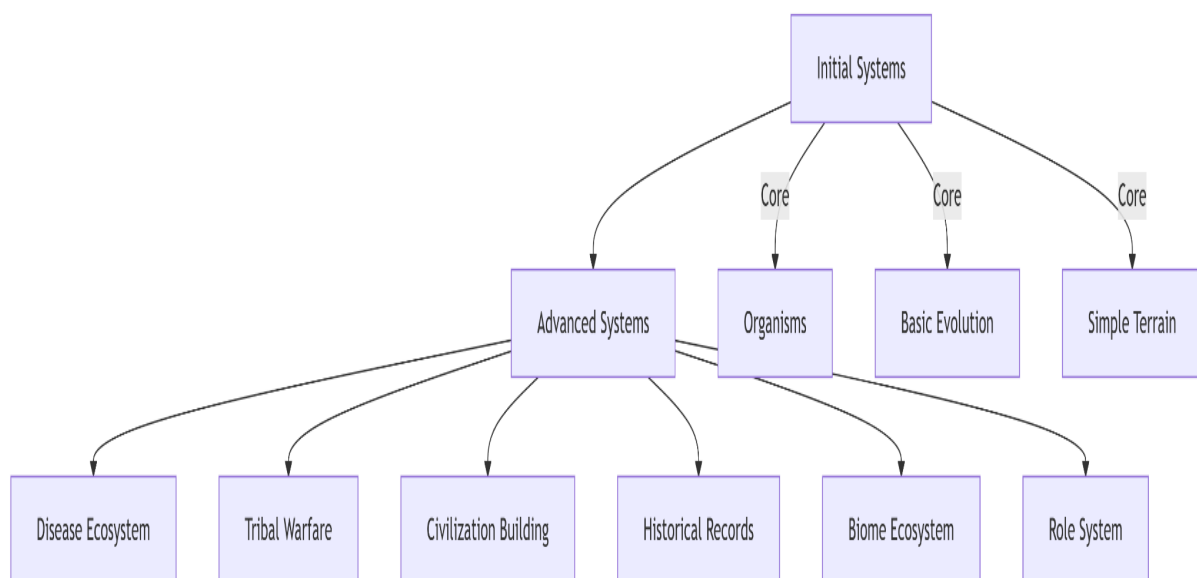 Initial Systems
Core
Core
Core
Advanced Systems
Organisms
Basic Evolution
Simple Terrain
Disease Ecosystem
Tribal Warfare
Civilization Building
Historical Records
Biome Ecosystem
Role System